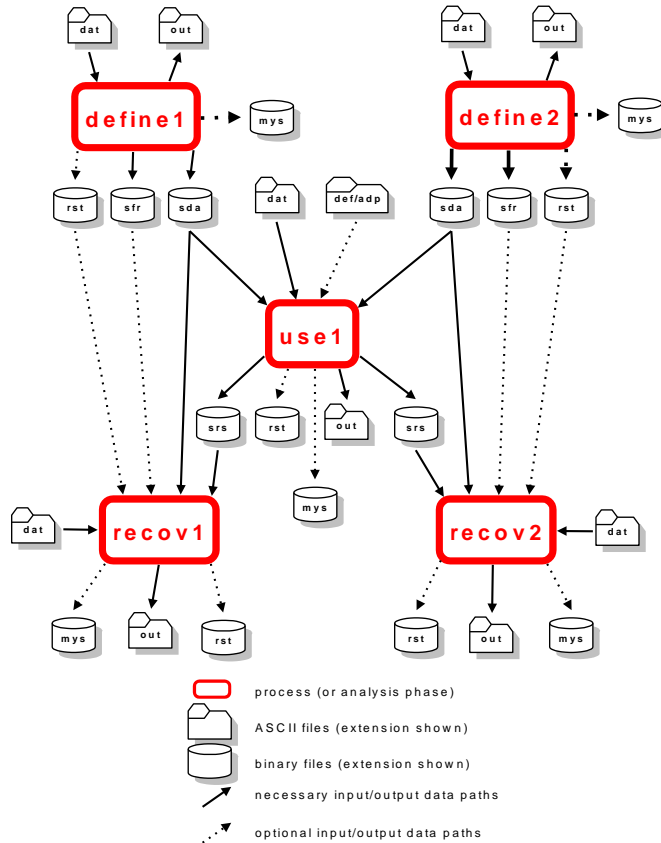 dat
out
dat
out
define1
mys
define2
mys
rst
sfr
sda
dat
def/adp
sda
sfr
rst
use1
srs
rst
out
srs
mys
dat
recov1
recov2
dat
mys
out
rst
rst
out
mys
process (or analysis phase)
ASCII files (extension shown)
binary files (extension shown)
necessary input/output data paths
optional input/output data paths